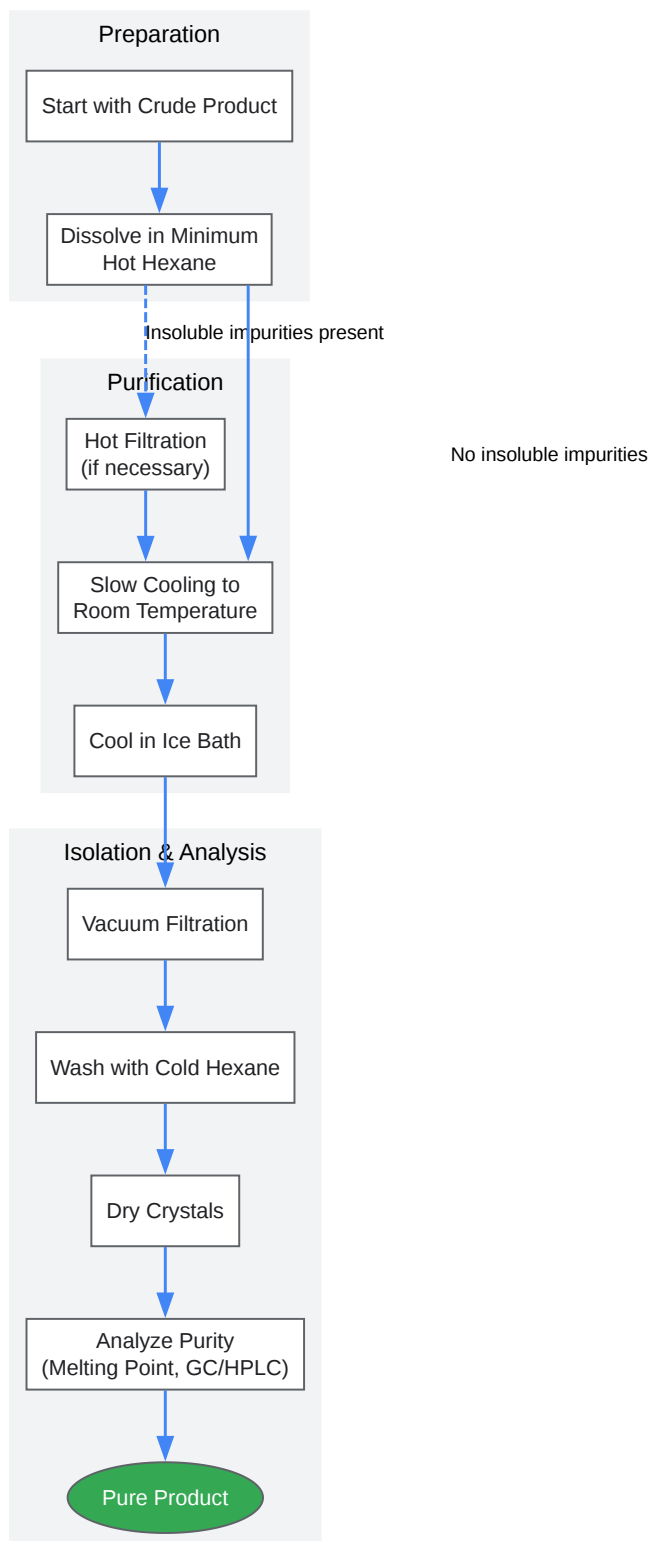 Preparation
Start with Crude Product
Dissolve in Minimum
Hot Hexane
Insoluble impurities present
Purification
Hot Filtration
(if necessary)
No insoluble impurities
Slow Cooling to
Room Temperature
Cool in Ice Bath
Isolation & Analysis
Vacuum Filtration
Wash with Cold Hexane
Dry Crystals
Analyze Purity
(Melting Point, GC/HPLC)
Pure Product